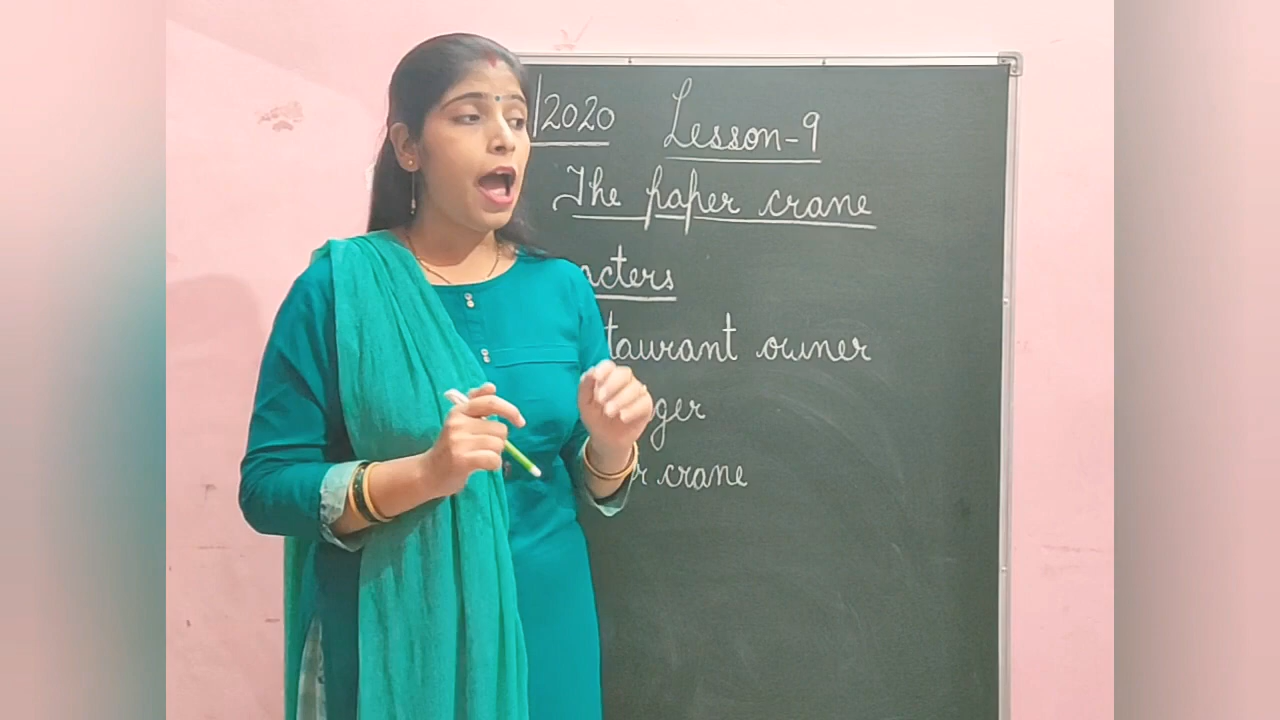 /2020 Lesson-9
The paper crane
acters
taurant owner
ger
r crane